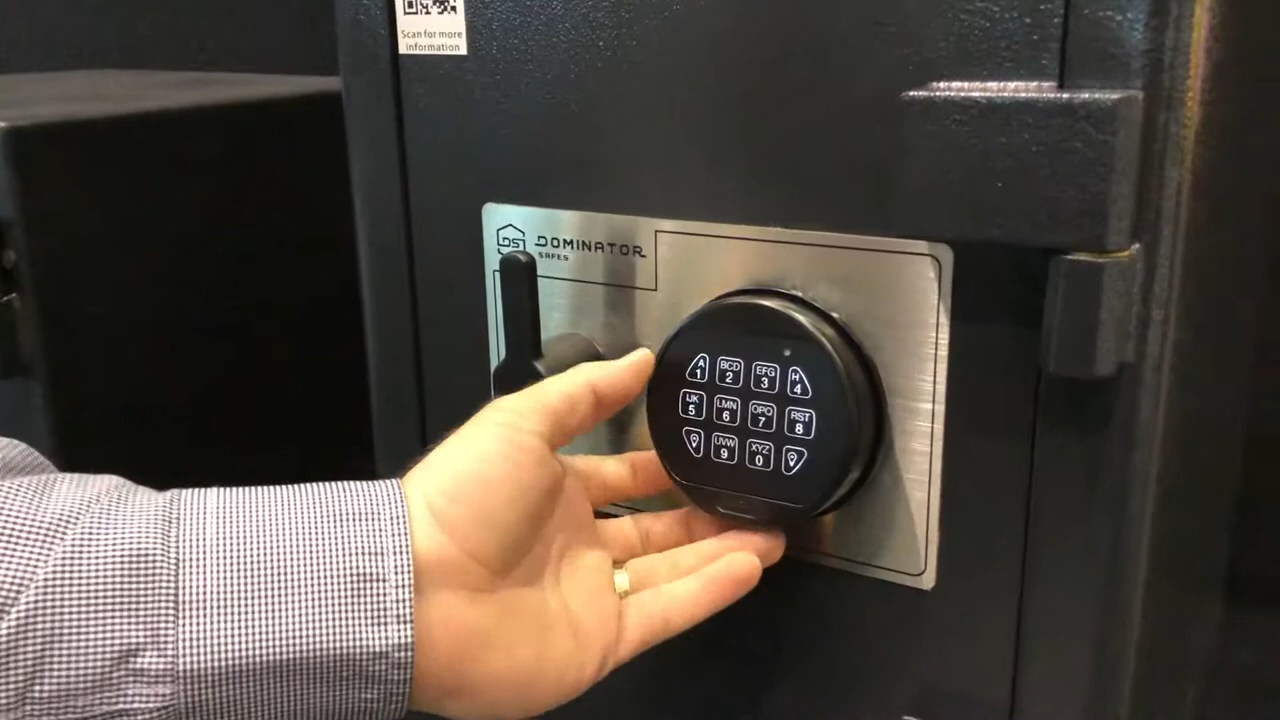 Scan for more
information
DS
DOMINATOR
SAFES
A
1
BCD
2
EFG
3
H
4
IJK
5
LMN
6
OPQ
7
RST
8
UVW
9
XYZ
0